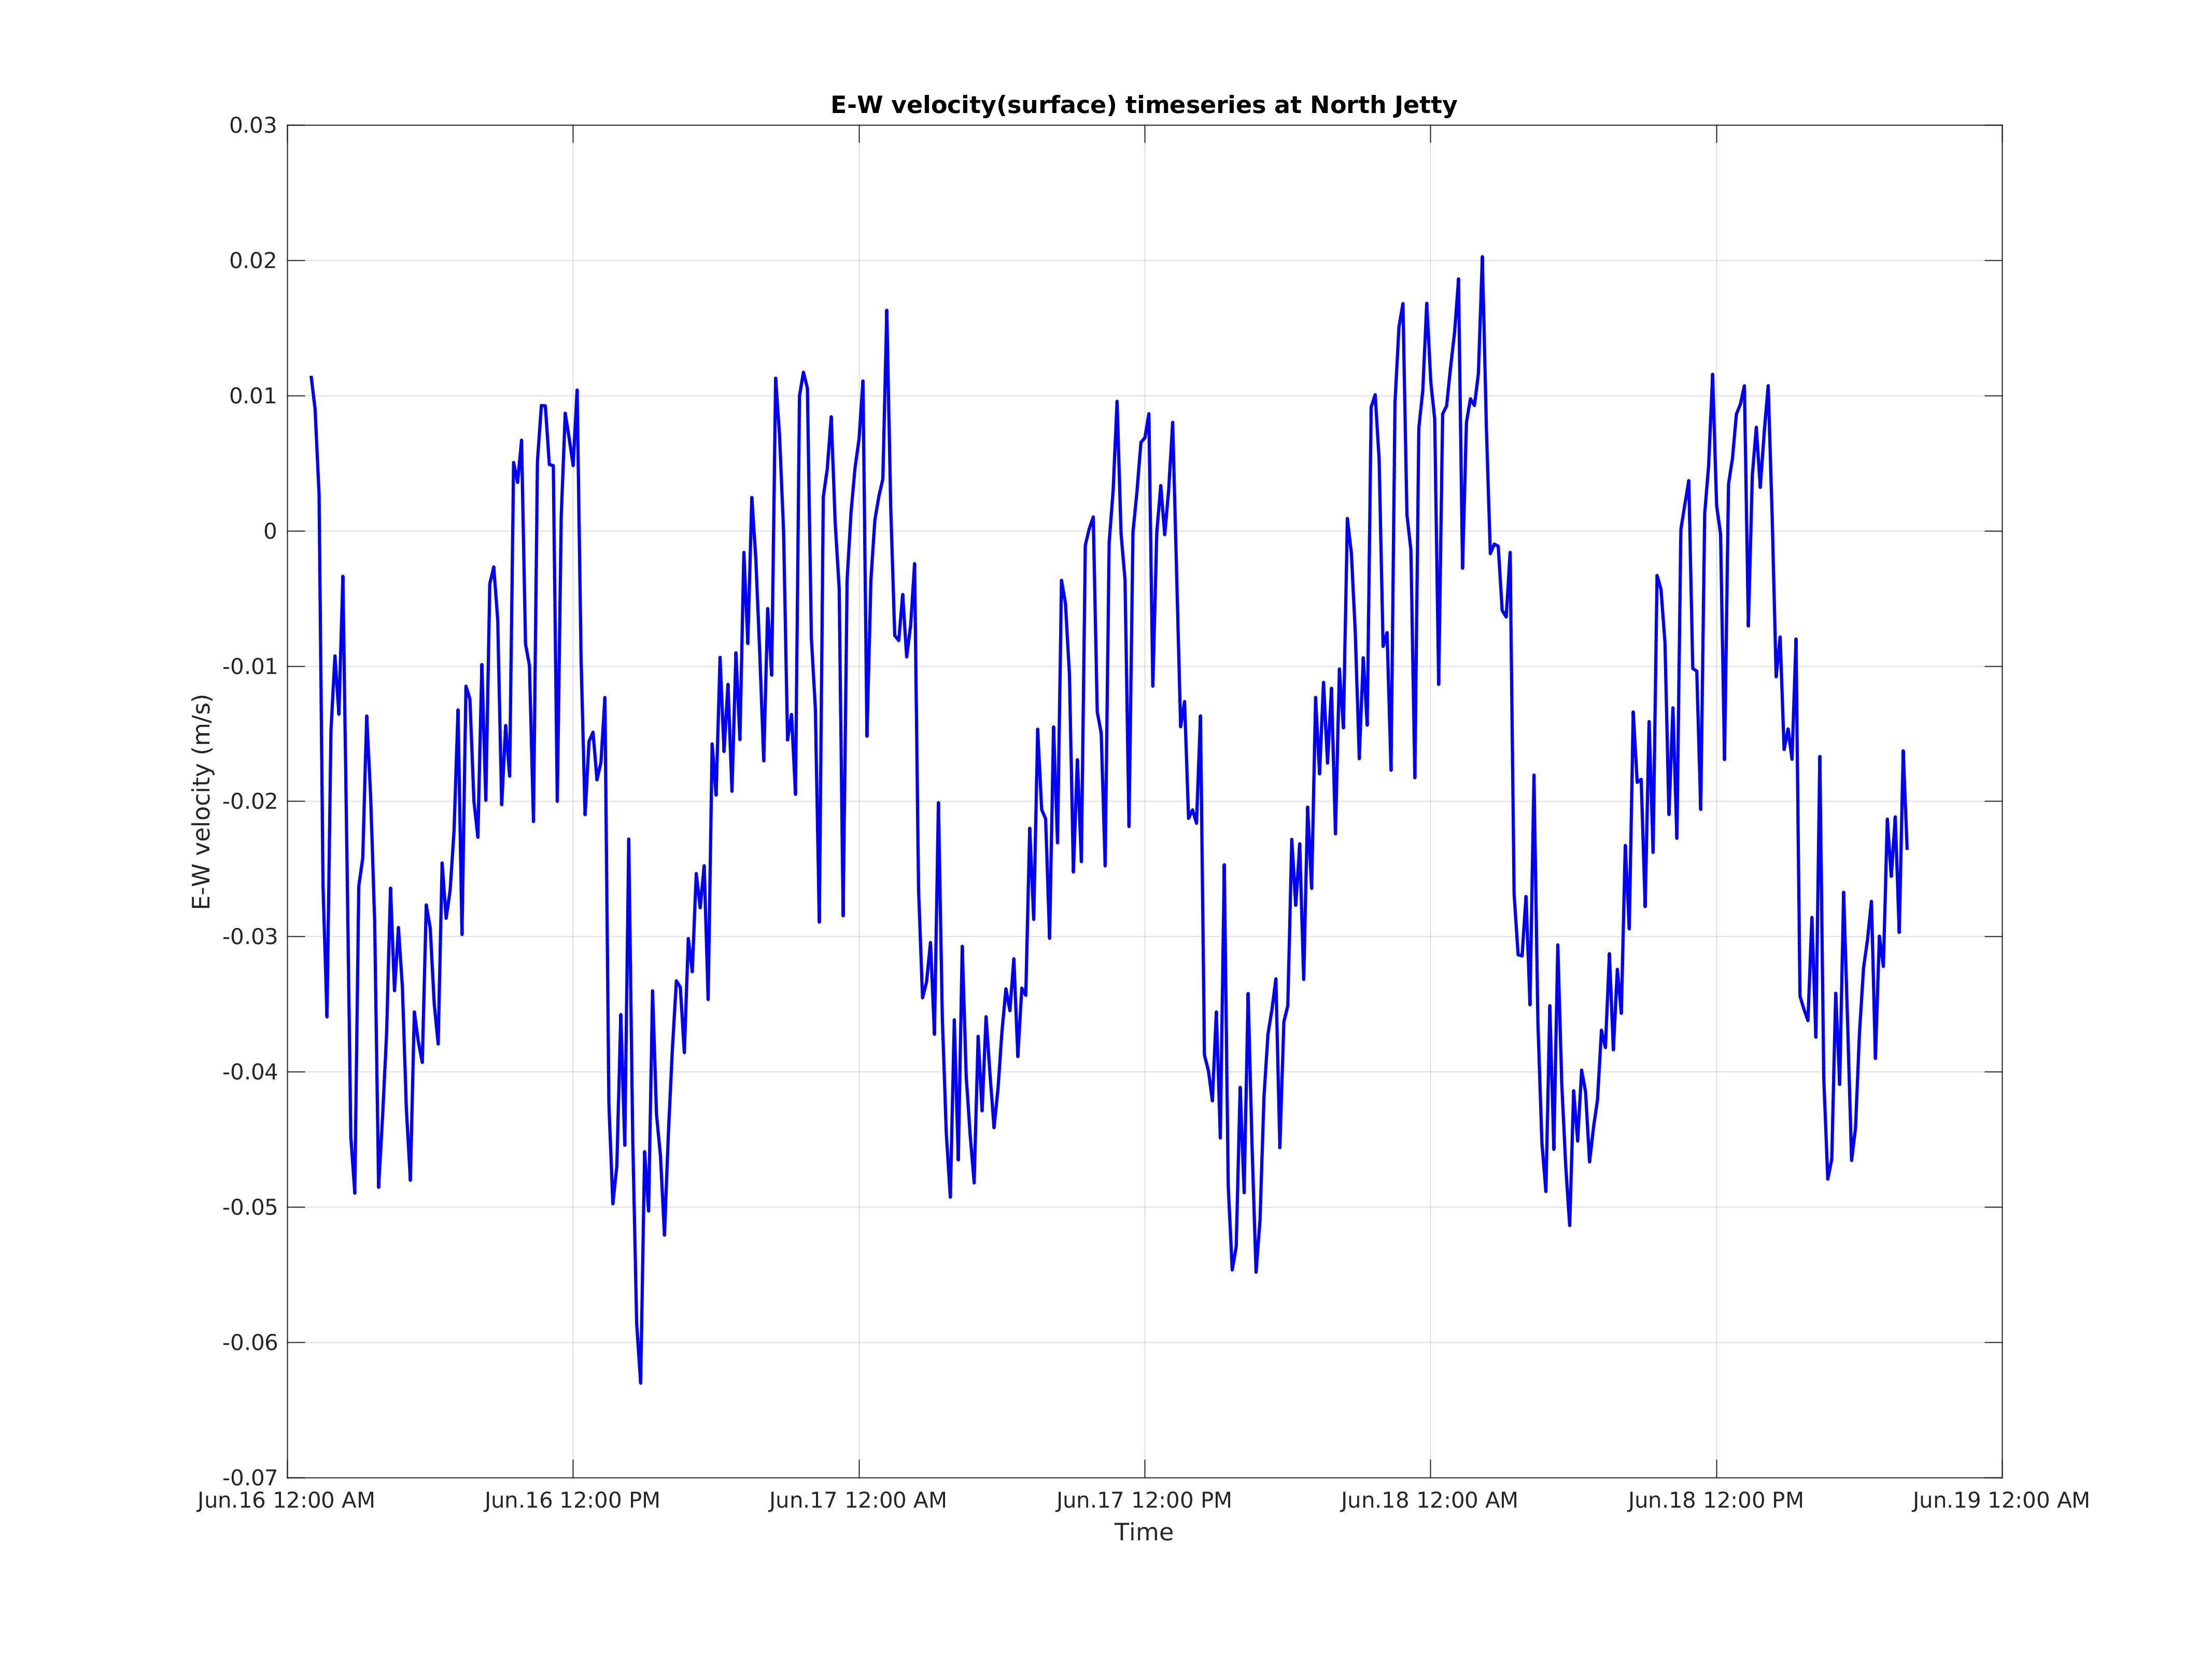 E-W velocity(surface) timeseries at North Jetty
0.03
0.02
0.01
0
-0.01
-0.02
-0.03
-0.04
-0.05
-0.06
-0.07
E-W velocity (m/s)
Jun.16 12:00 AM Jun.16 12:00 PM Jun.17 12:00 AM Jun.17 12:00 PM Jun.18 12:00 AM Jun.18 12:00 PM Jun.19 12:00 AM
Time